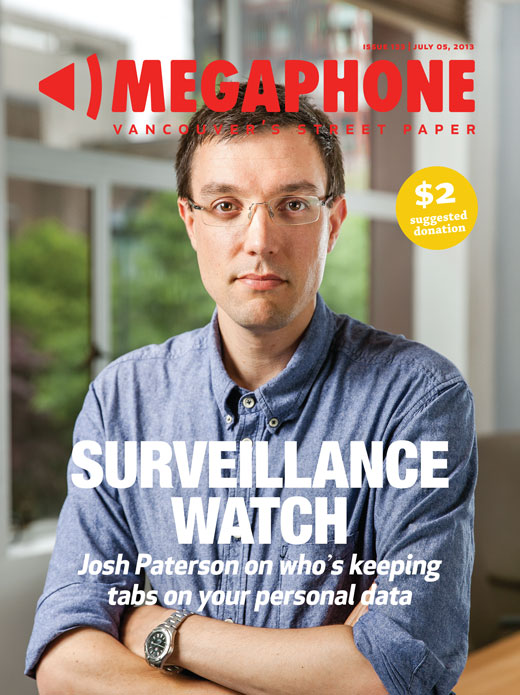 ISSUE JULY 05, 2013
MEGAPHONE
VANCOUVER'S STREET PAPER
$2
suggested
donation
SURVEILLANCE
WATCH
Josh Paterson on who's keeping
tabs on your personal data